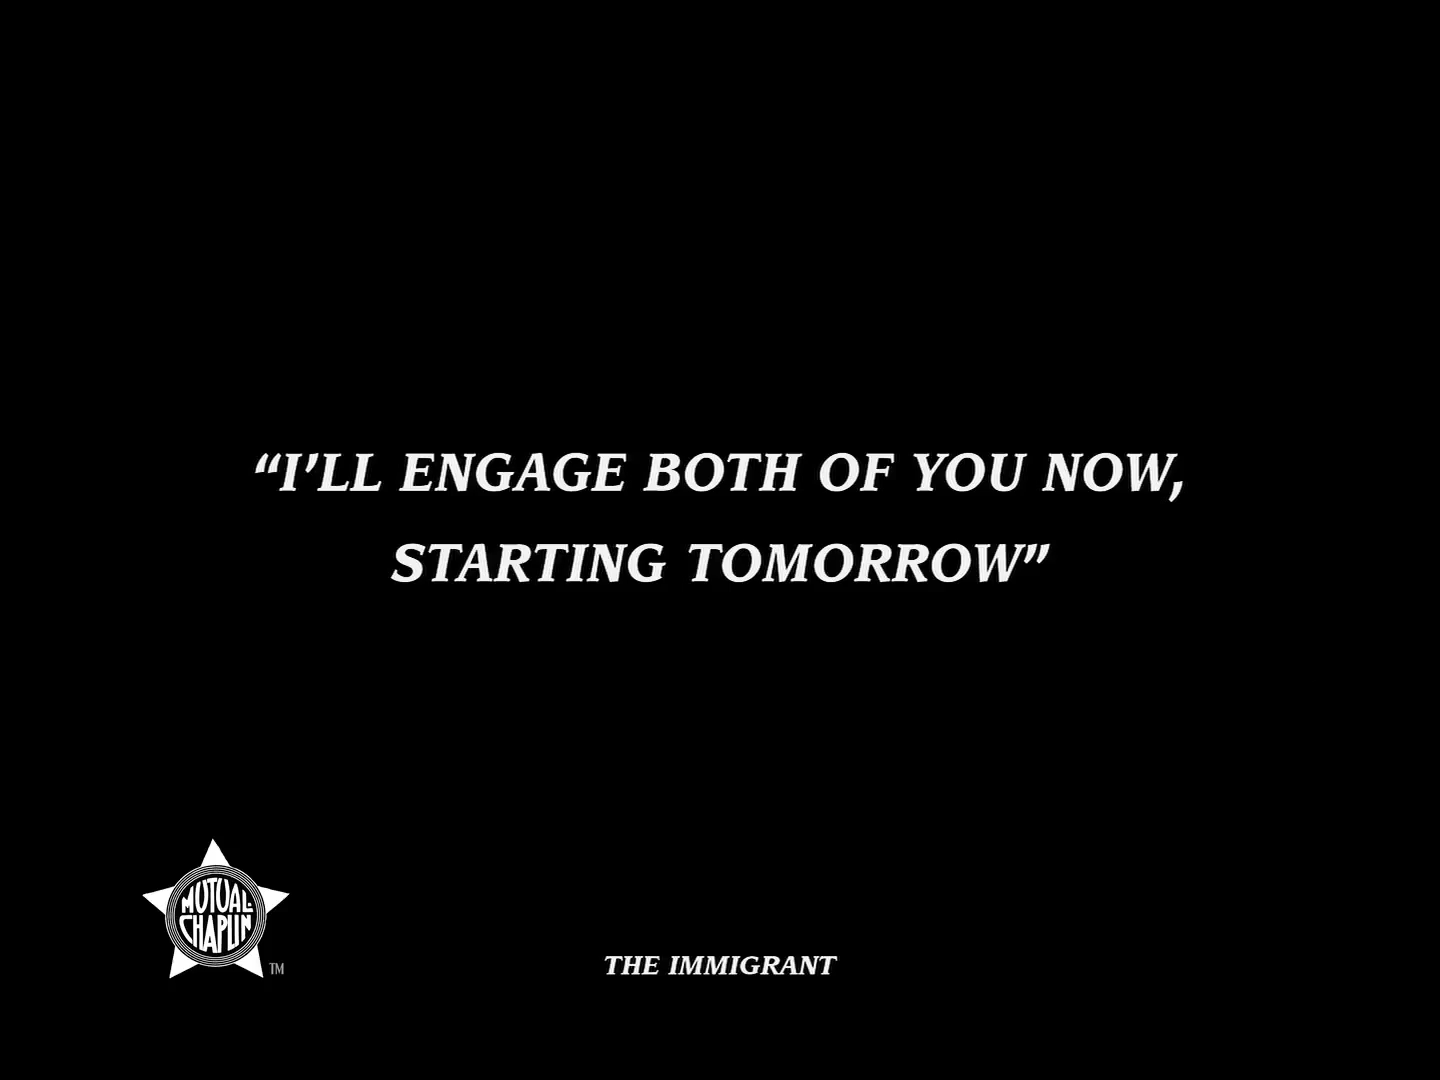 “I’LL ENGAGE BOTH OF YOU NOW,
STARTING TOMORROW”
MUTUAL-
CHAPLIN
TM
THE IMMIGRANT